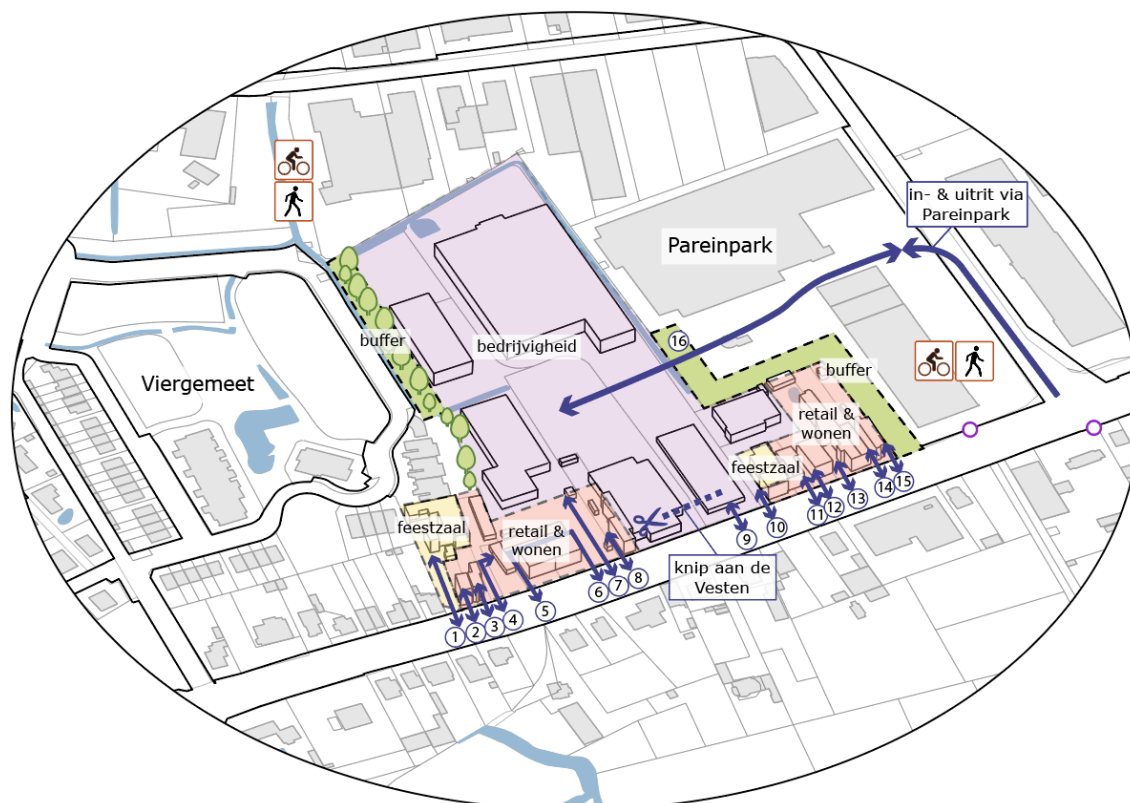 in- & uitrit via
Pareinpark
Pareinpark
16
buffer
bedrijvigheid
buffer
Viergemeet
retail &
wonen
feestzaal
feestzaal
retail &
wonen
knip aan de
Vesten
1
2
3
4
5
6
7
8
9
10
11
12
13
14
15